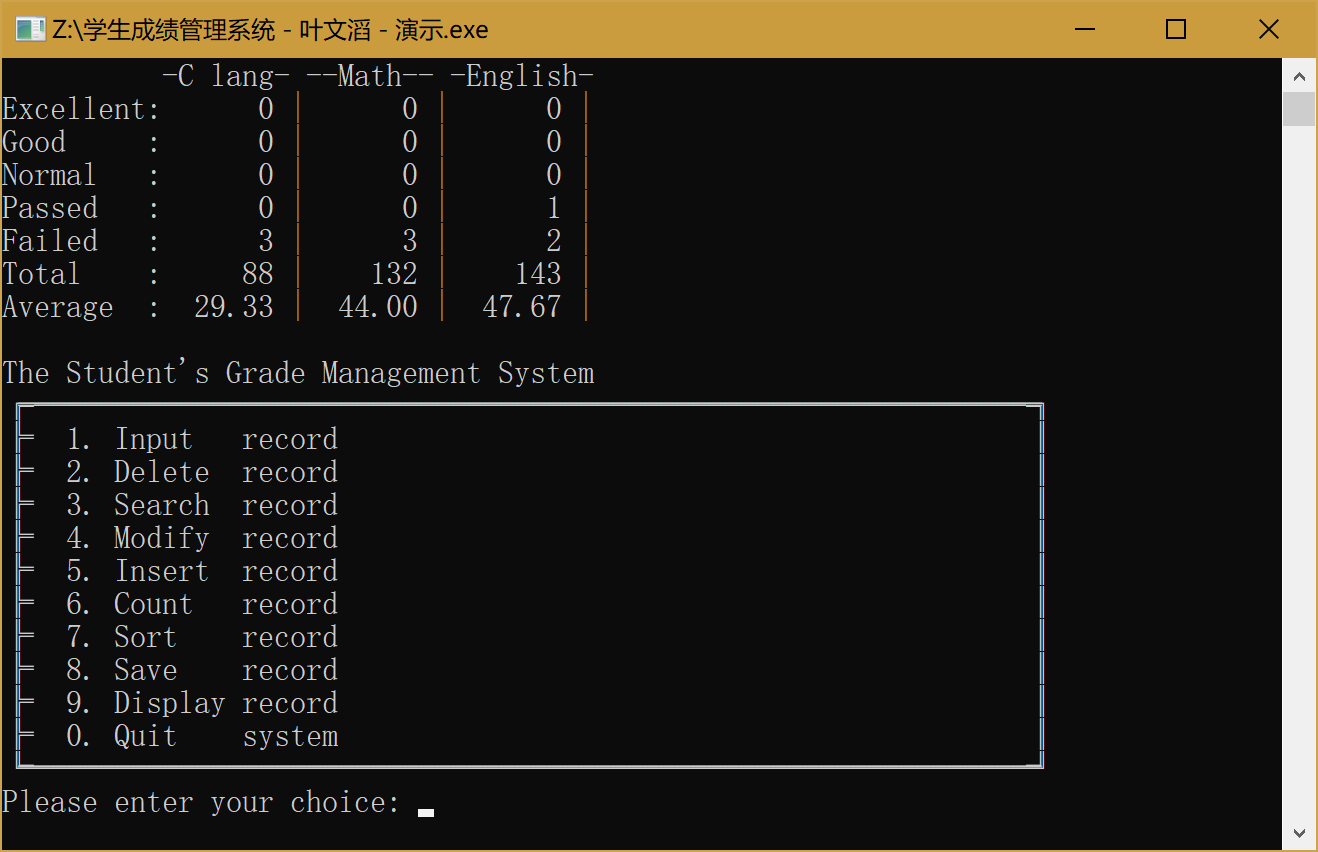 Z:\学生成绩管理系统 - 叶文滔 - 演示.exe
-C lang- --Math-- -English-
Excellent: 0 | 0 | 0 |
Good : 0 | 0 | 0 |
Normal : 0 | 0 | 0 |
Passed : 0 | 0 | 1 |
Failed : 3 | 3 | 2 |
Total : 88 | 132 | 143 |
Average : 29.33 | 44.00 | 47.67 |
The Student's Grade Management System
1. Input record
2. Delete record
3. Search record
4. Modify record
5. Insert record
6. Count record
7. Sort record
8. Save record
9. Display record
0. Quit system
Please enter your choice: